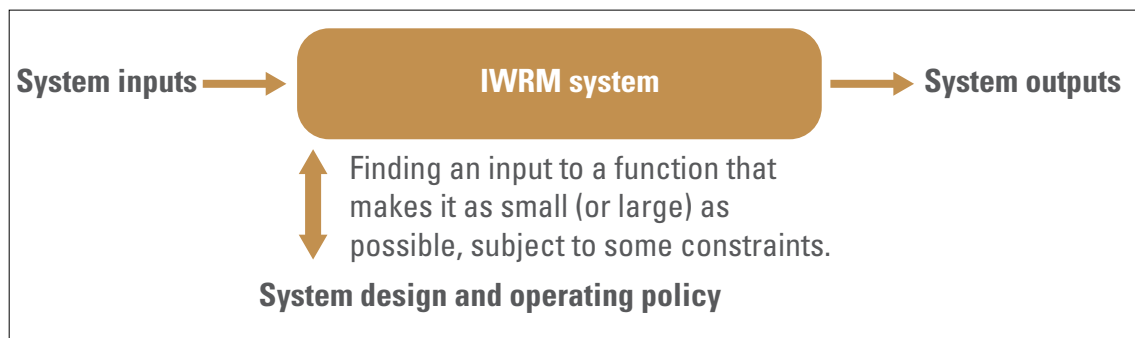 System inputs
IWRM system
System outputs
Finding an input to a function that
makes it as small (or large) as
possible, subject to some constraints.
System design and operating policy